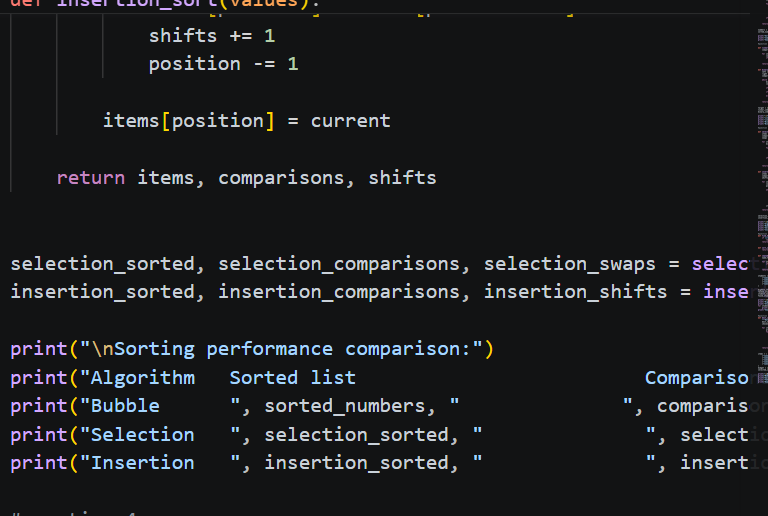 def insertion_sort(values):
shifts += 1
position -= 1
items[position] = current
return items, comparisons, shifts
selection_sorted, selection_comparisons, selection_swaps = selec
insertion_sorted, insertion_comparisons, insertion_shifts = inse
print("\nSorting performance comparison:")
print("Algorithm   Sorted list                         Compariso
print("Bubble      ", sorted_numbers, "              ", comparis
print("Selection   ", selection_sorted, "              ", select
print("Insertion   ", insertion_sorted, "              ", insert